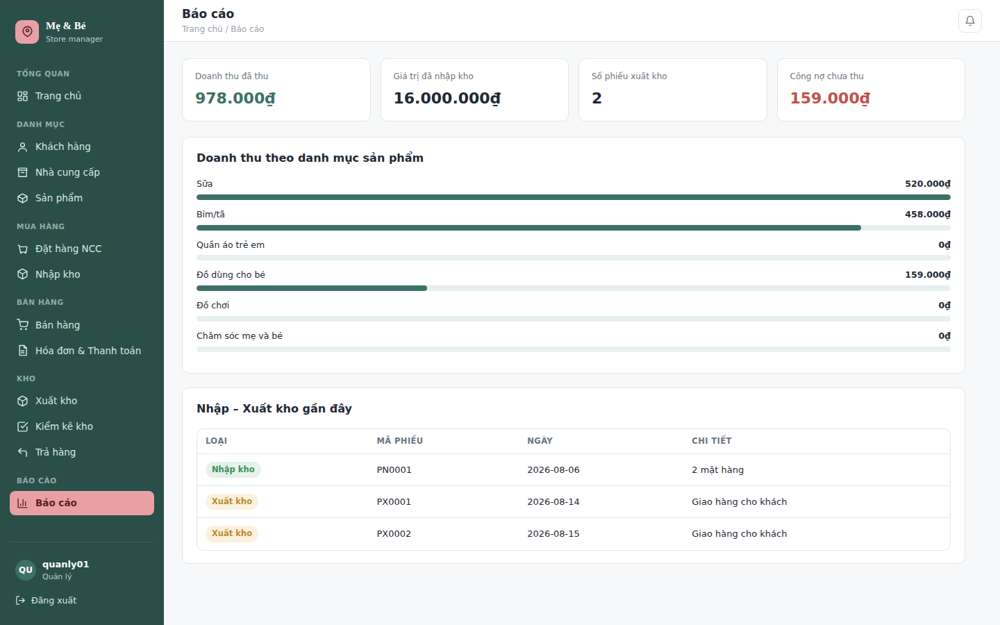 Mẹ & Bé
Store manager
TỔNG QUAN
Trang chủ
DANH MỤC
Khách hàng
Nhà cung cấp
Sản phẩm
MUA HÀNG
Đặt hàng NCC
Nhập kho
BÁN HÀNG
Bán hàng
Hóa đơn & Thanh toán
KHO
Xuất kho
Kiểm kê kho
Trả hàng
BÁO CÁO
Báo cáo
QU
quanly01
Quản lý
Đăng xuất
Báo cáo
Trang chủ / Báo cáo
Doanh thu đã thu
978.000₫
Giá trị đã nhập kho
16.000.000₫
Số phiếu xuất kho
2
Công nợ chưa thu
159.000₫
Doanh thu theo danh mục sản phẩm
Sữa 520.000₫
Bỉm/tã 458.000₫
Quần áo trẻ em 0₫
Đồ dùng cho bé 159.000₫
Đồ chơi 0₫
Chăm sóc mẹ và bé 0₫
Nhập – Xuất kho gần đây
LOẠI MÃ PHIẾU NGÀY CHI TIẾT
Nhập kho PN0001 2026-08-06 2 mặt hàng
Xuất kho PX0001 2026-08-14 Giao hàng cho khách
Xuất kho PX0002 2026-08-15 Giao hàng cho khách